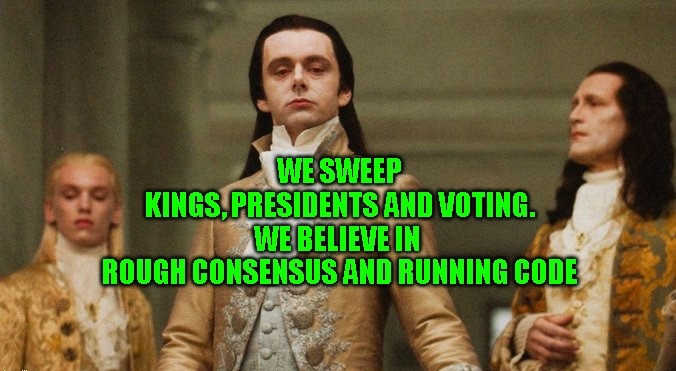 WE SWEEP
KINGS, PRESIDENTS AND VOTING.
WE BELIEVE IN
ROUGH CONSENSUS AND RUNNING CODE